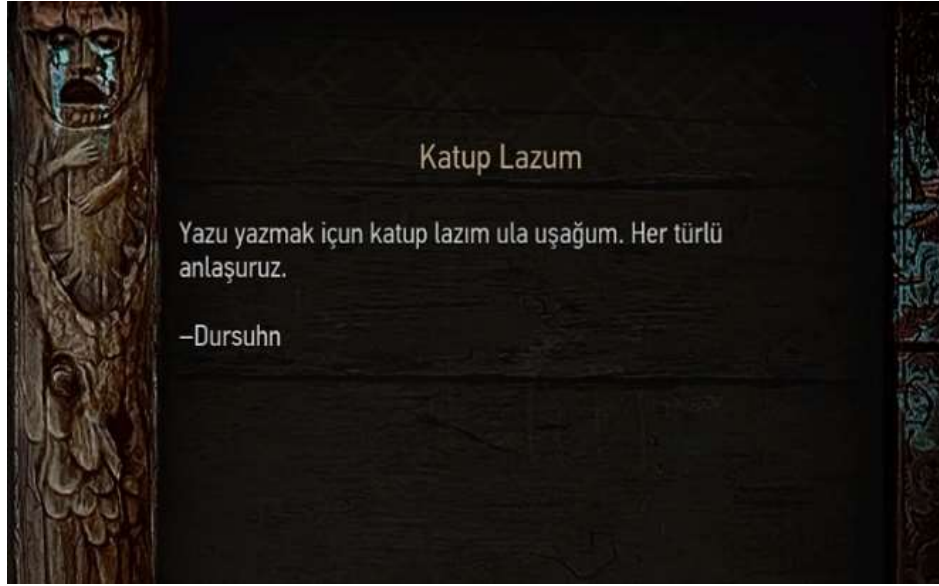 Katup Lazum
Yazu yazmak içun katup lazım ula uşağum. Her türlü
anlaşuruz.
–Dursuhn